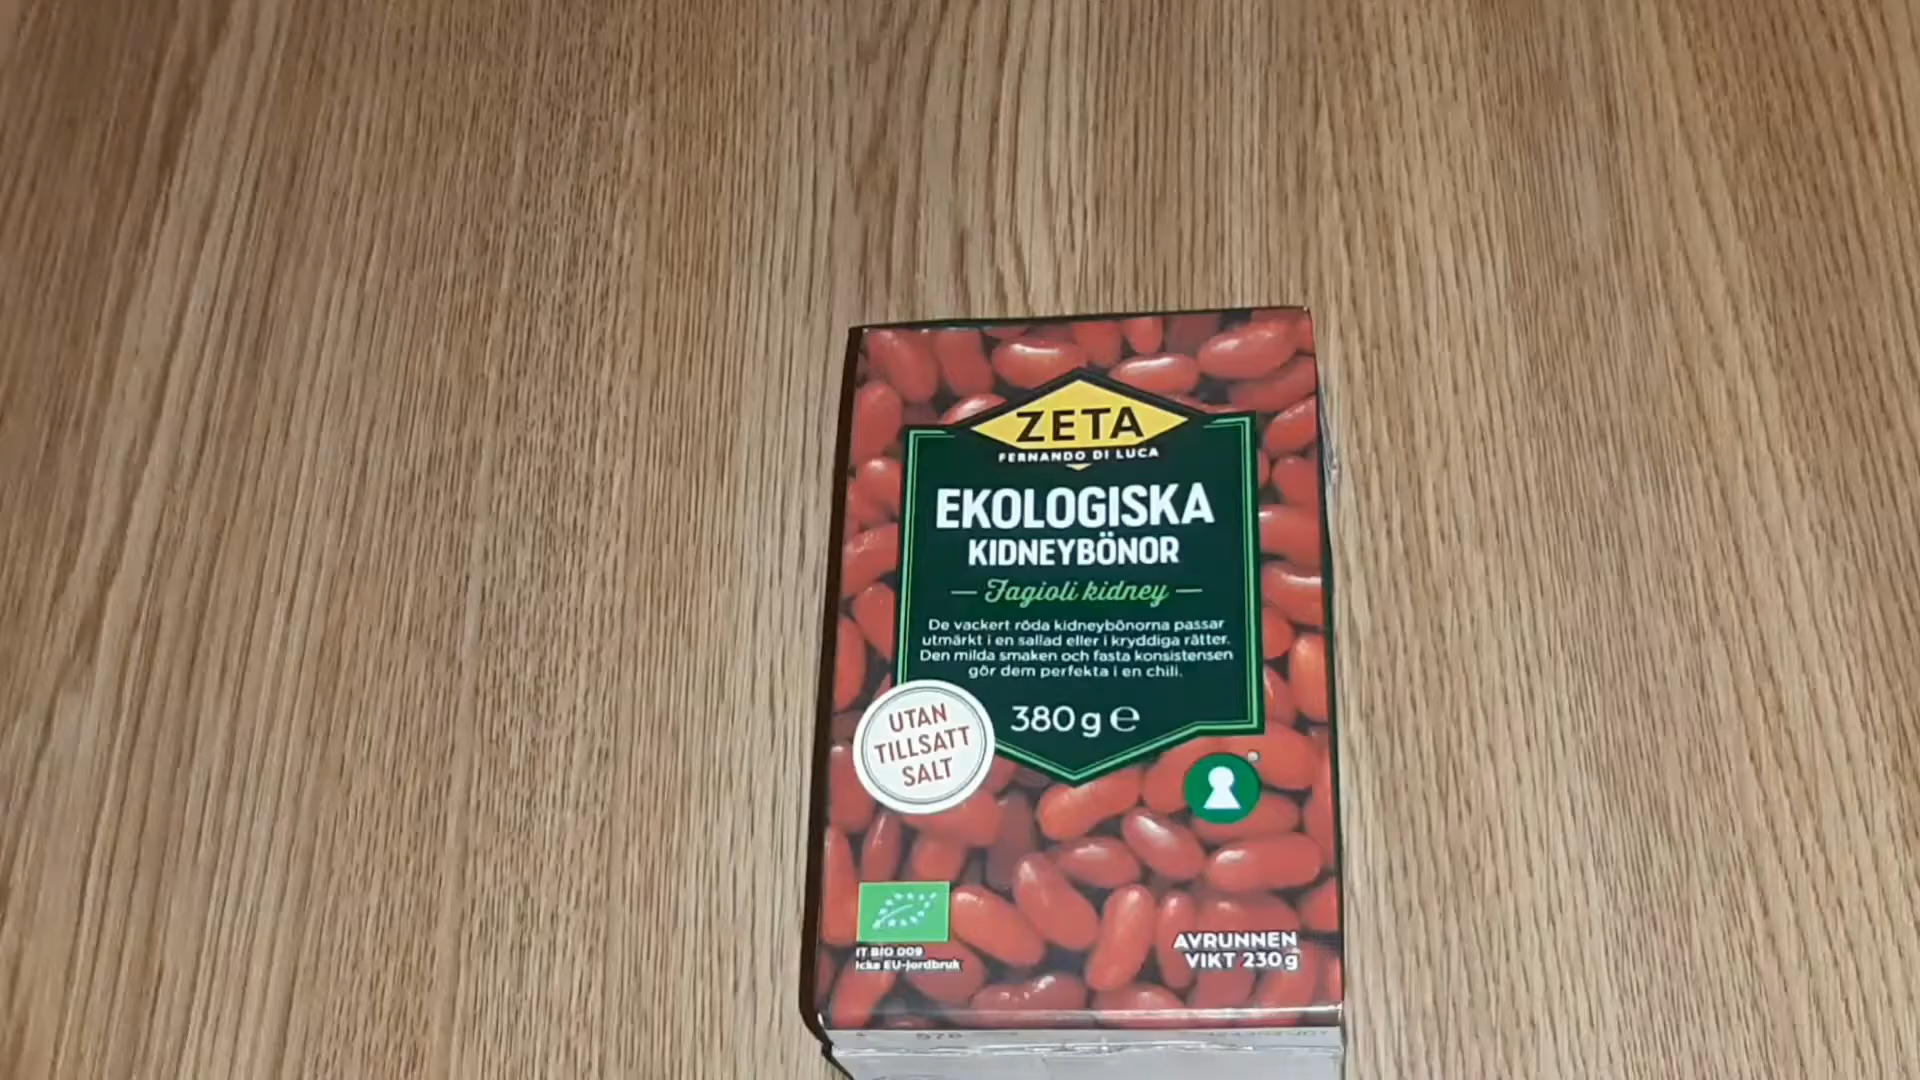 ZETA
FERNANDO DI LUCA
EKOLOGISKA
KIDNEYBÖNOR
Fagioli kidney
De vackert röda kidneybönorna passar
utmärkt i en sallad eller i kryddiga rätter.
Den milda smaken och fasta konsistensen
gör dem perfekta i en chili.
380 g e
UTAN
TILLSATT
SALT
IT BIO 009
Icke EU-jordbruk
AVRUNNEN
VIKT 230 g